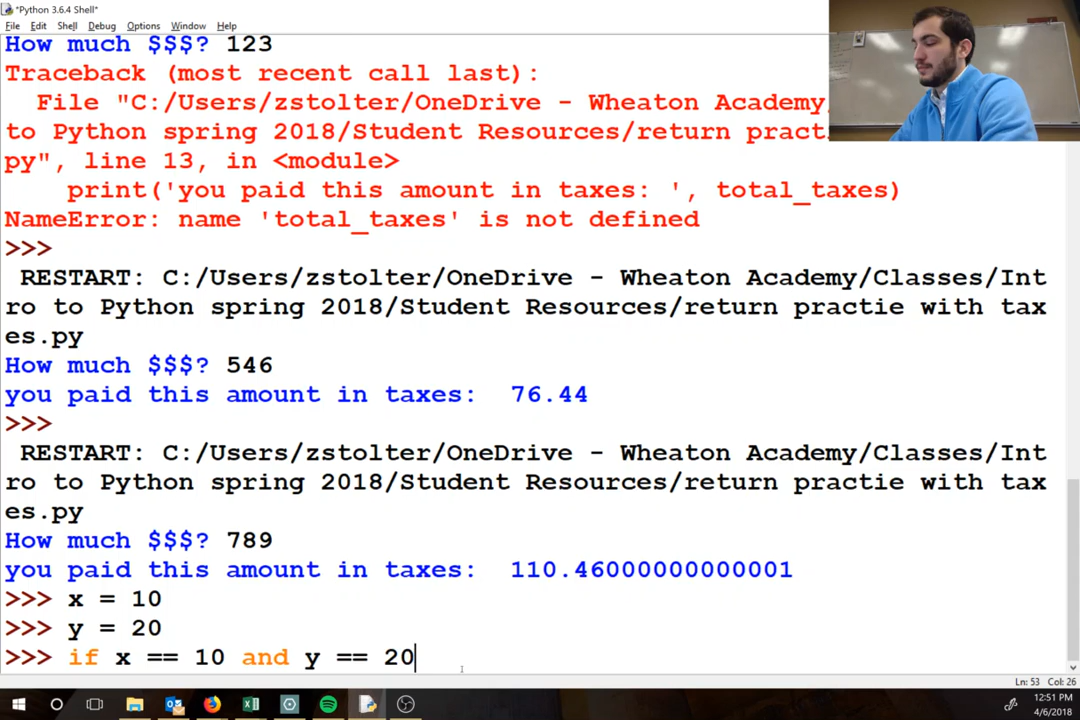 *Python 3.6.4 Shell*
File Edit Shell Debug Options Window Help
How much $$$? 123
Traceback (most recent call last):
File "C:/Users/zstolter/OneDrive - Wheaton Academy
to Python spring 2018/Student Resources/return practi
py", line 13, in <module>
print('you paid this amount in taxes: ', total_taxes)
NameError: name 'total_taxes' is not defined
>>>
RESTART: C:/Users/zstolter/OneDrive - Wheaton Academy/Classes/Int
ro to Python spring 2018/Student Resources/return practie with tax
es.py
How much $$$? 546
you paid this amount in taxes:  76.44
>>>
RESTART: C:/Users/zstolter/OneDrive - Wheaton Academy/Classes/Int
ro to Python spring 2018/Student Resources/return practie with tax
es.py
How much $$$? 789
you paid this amount in taxes:  110.46000000000001
>>> x = 10
>>> y = 20
>>> if x == 10 and y == 20
Ln: 53 Col: 26
12:51 PM
4/6/2018